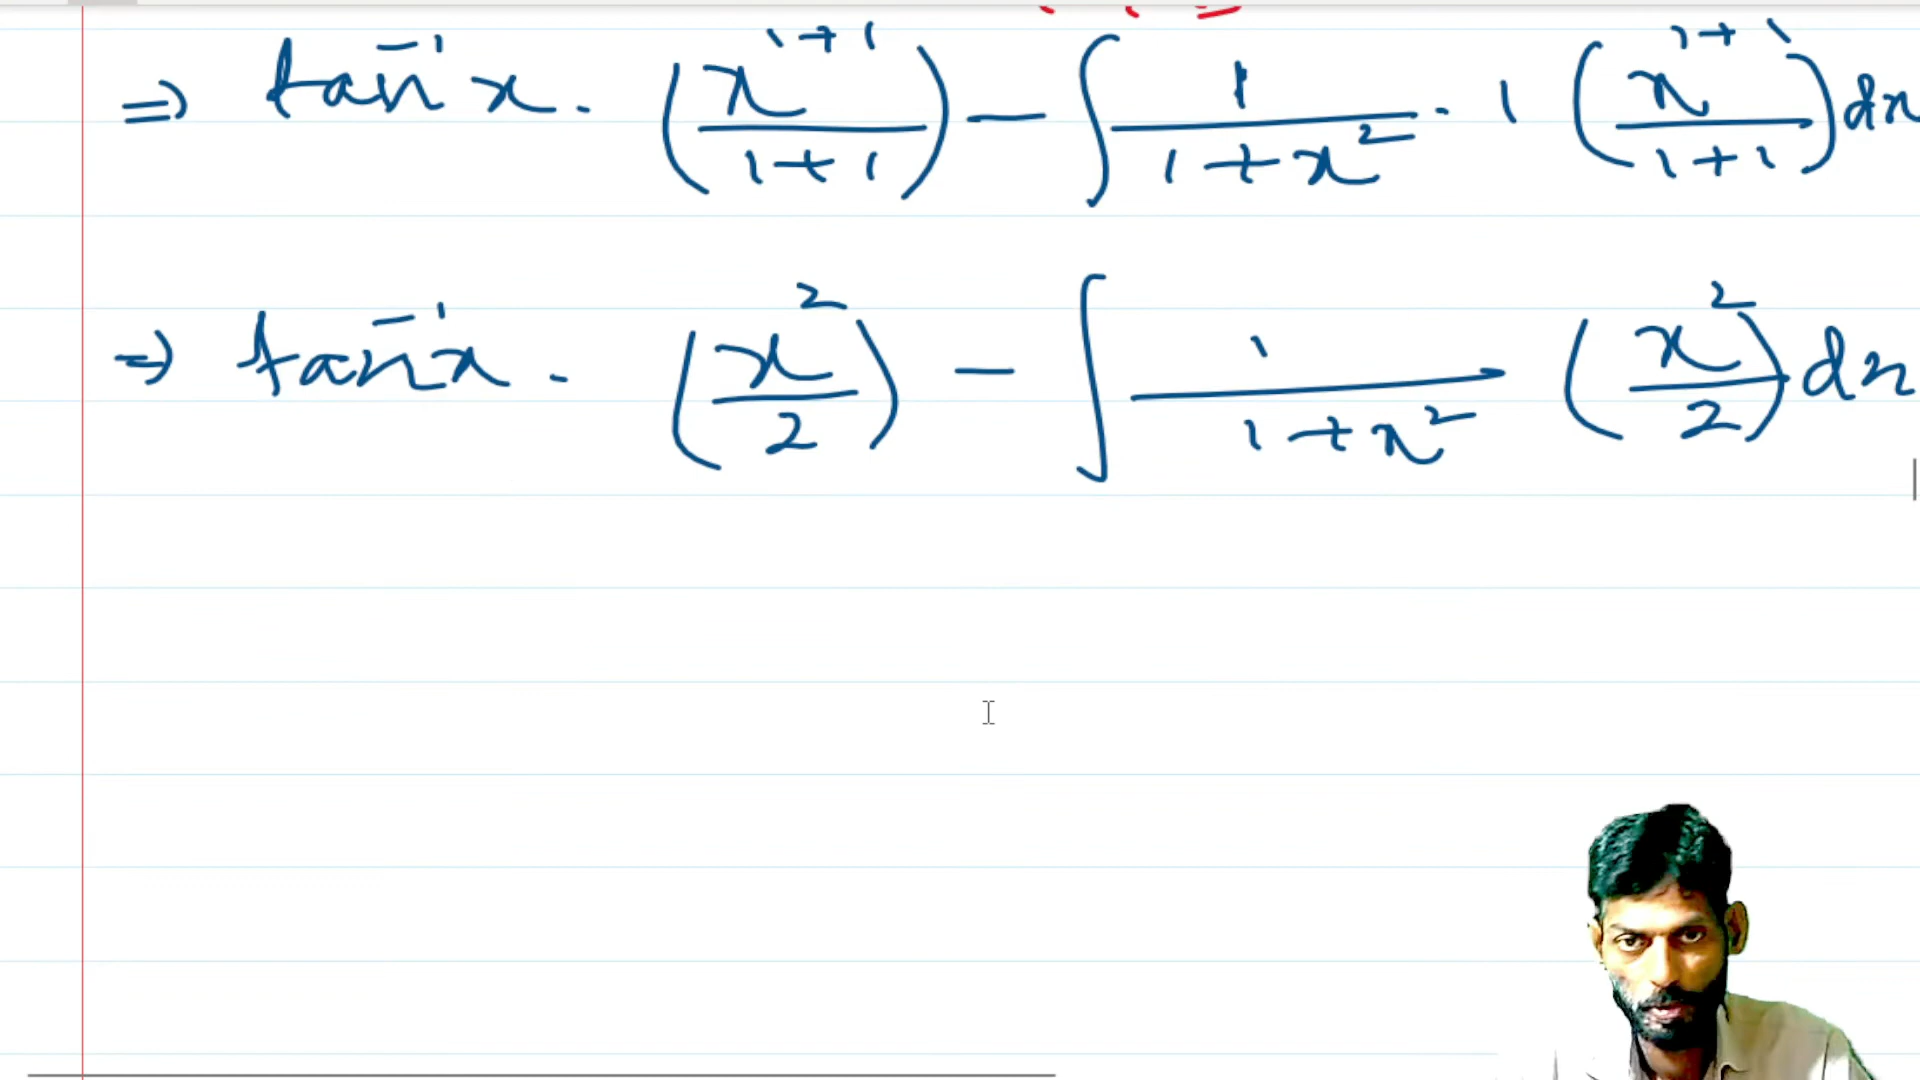 ⇒ tan⁻¹x · (x¹⁺¹/1+1) − ∫ 1/1+x² · 1 (x¹⁺¹/1+1) dx
⇒ tan⁻¹x · (x²/2) − ∫ 1/1+x² (x²/2) dx